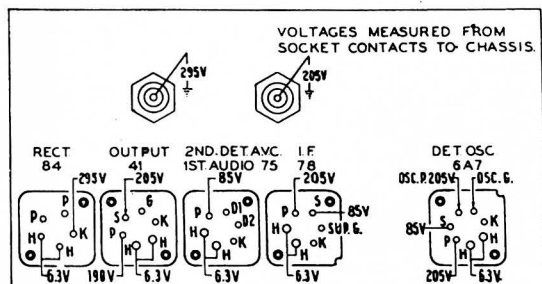 VOLTAGES MEASURED FROM
SOCKET CONTACTS TO CHASSIS.
295V
205V
RECT
84
OUTPUT
41
2ND. DET. AVC.
1ST. AUDIO 75
I.F.
78
DET OSC
6A7
293V
205V
85V
205V
OSC. P. 205V
OSC. G.
P
P
K
H
H
6.3V
S
G
K
P
H
H
190V
6.3V
P
D1
D2
K
H
H
6.3V
P
S
85V
SUP. G.
K
H
H
6.3V
85V
S
K
P
H
H
205V
6.3V